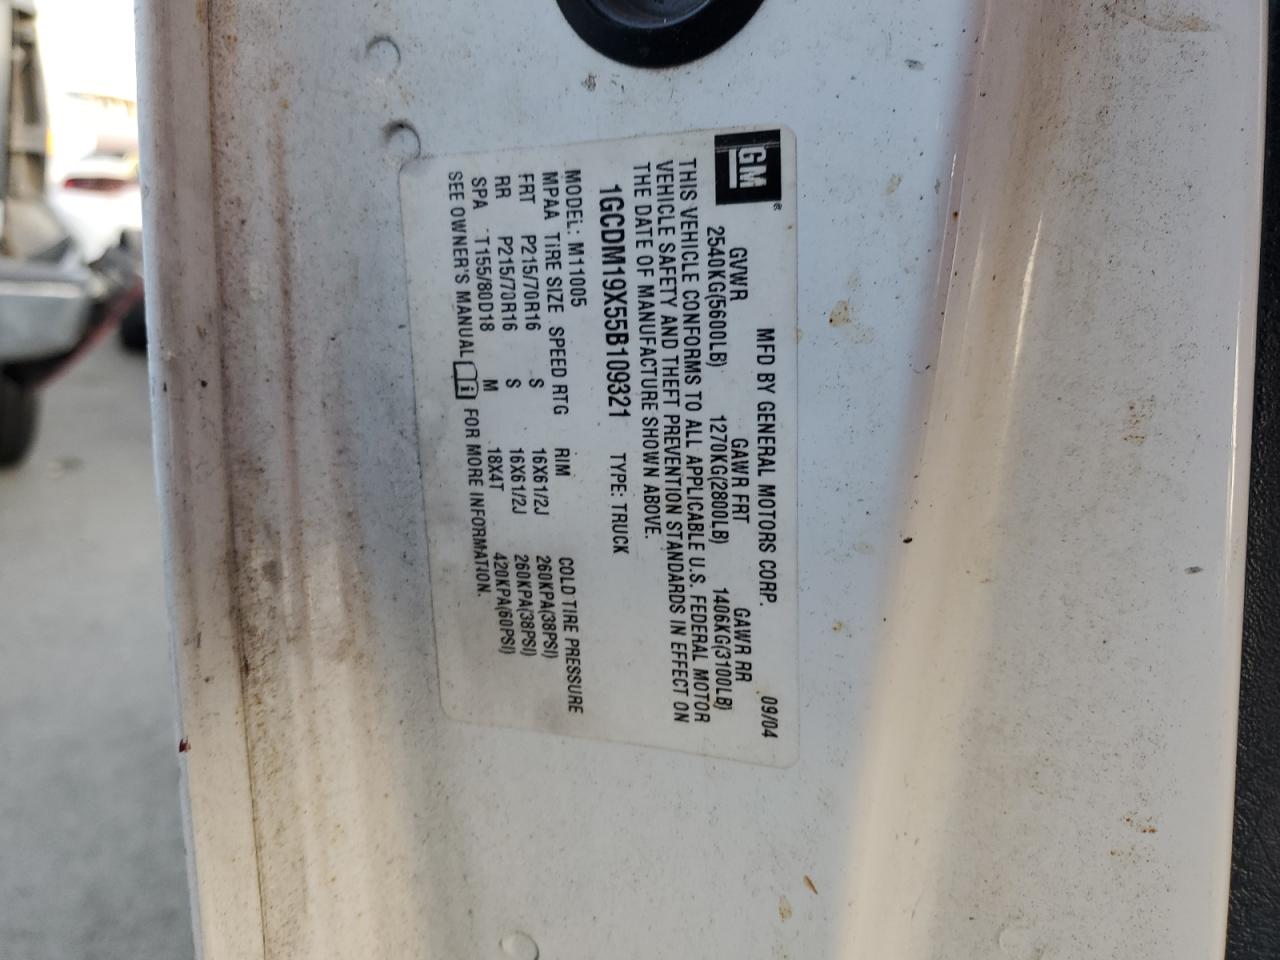 GM®
MFD BY GENERAL MOTORS CORP. 09/04
GVWR GAWR FRT GAWR RR
2540KG(5600LB) 1270KG(2800LB) 1406KG(3100LB)
THIS VEHICLE CONFORMS TO ALL APPLICABLE U.S. FEDERAL MOTOR
VEHICLE SAFETY AND THEFT PREVENTION STANDARDS IN EFFECT ON
THE DATE OF MANUFACTURE SHOWN ABOVE.
1GCDM19X55B109321 TYPE: TRUCK
MODEL: M11005
MPAA TIRE SIZE SPEED RTG RIM COLD TIRE PRESSURE
FRT P215/70R16 S 16X61/2J 260KPA(38PSI)
RR P215/70R16 S 16X61/2J 260KPA(38PSI)
SPA T155/80D18 M 18X4T 420KPA(60PSI)
SEE OWNER'S MANUAL i FOR MORE INFORMATION.